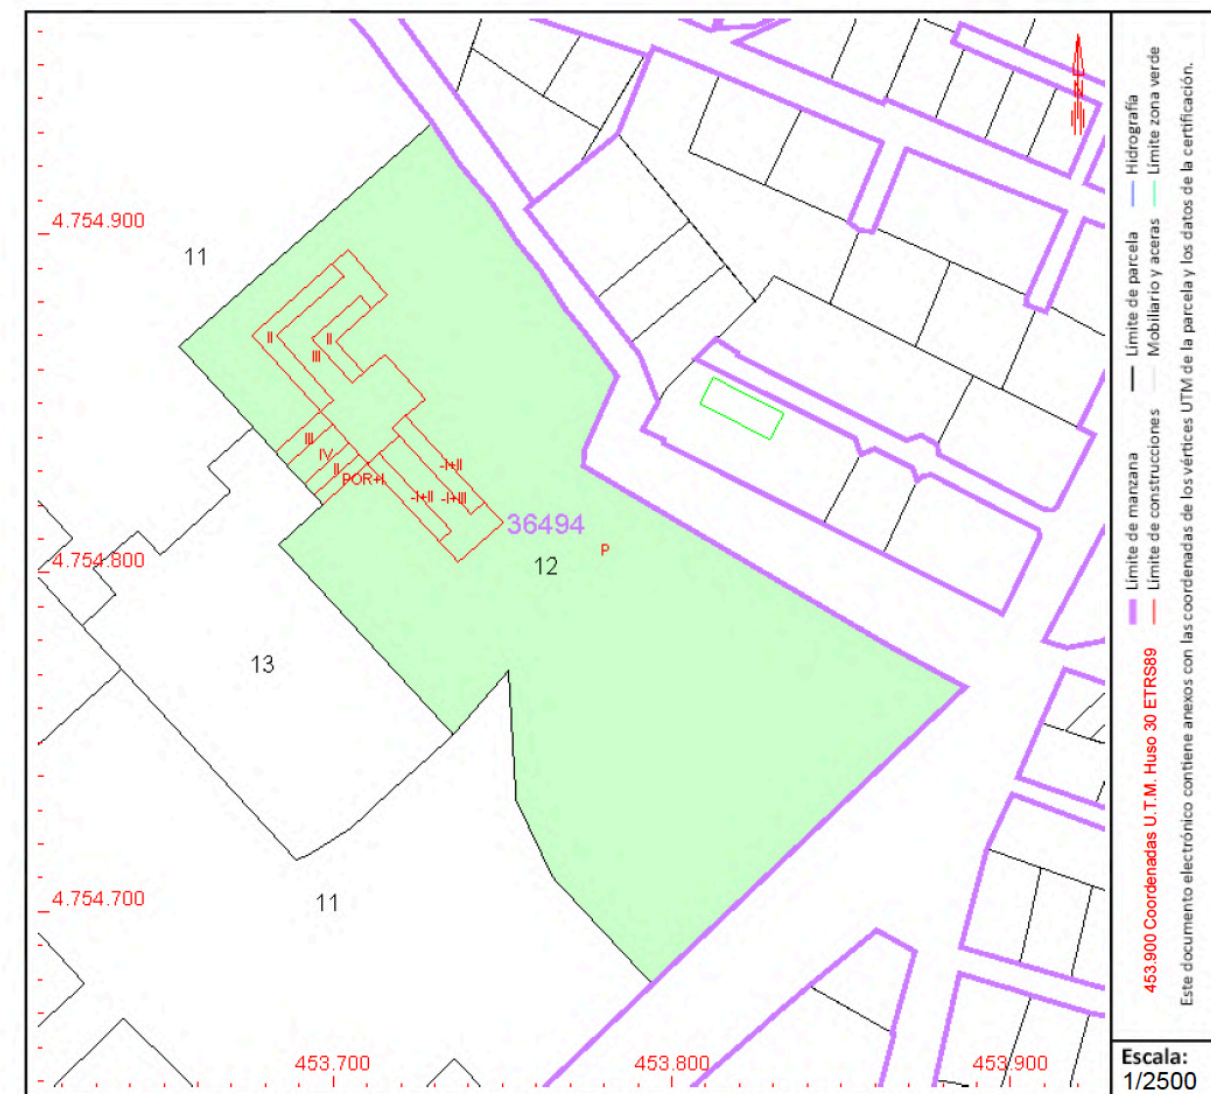 4.754.900
11
II
II
III
III
IV
II
POR+I
-I+II
-I+II
-I+III
36494
P
12
4.754.800
13
4.754.700
11
453.700
453.800
453.900
N
Límite de manzana
Límite de parcela
Hidrografía
Límite de construcciones
Mobiliario y aceras
Límite zona verde
453.900 Coordenadas U.T.M. Huso 30 ETRS89
Este documento electrónico contiene anexos con las coordenadas de los vértices UTM de la parcela y los datos de la certificación.
Escala:
1/2500